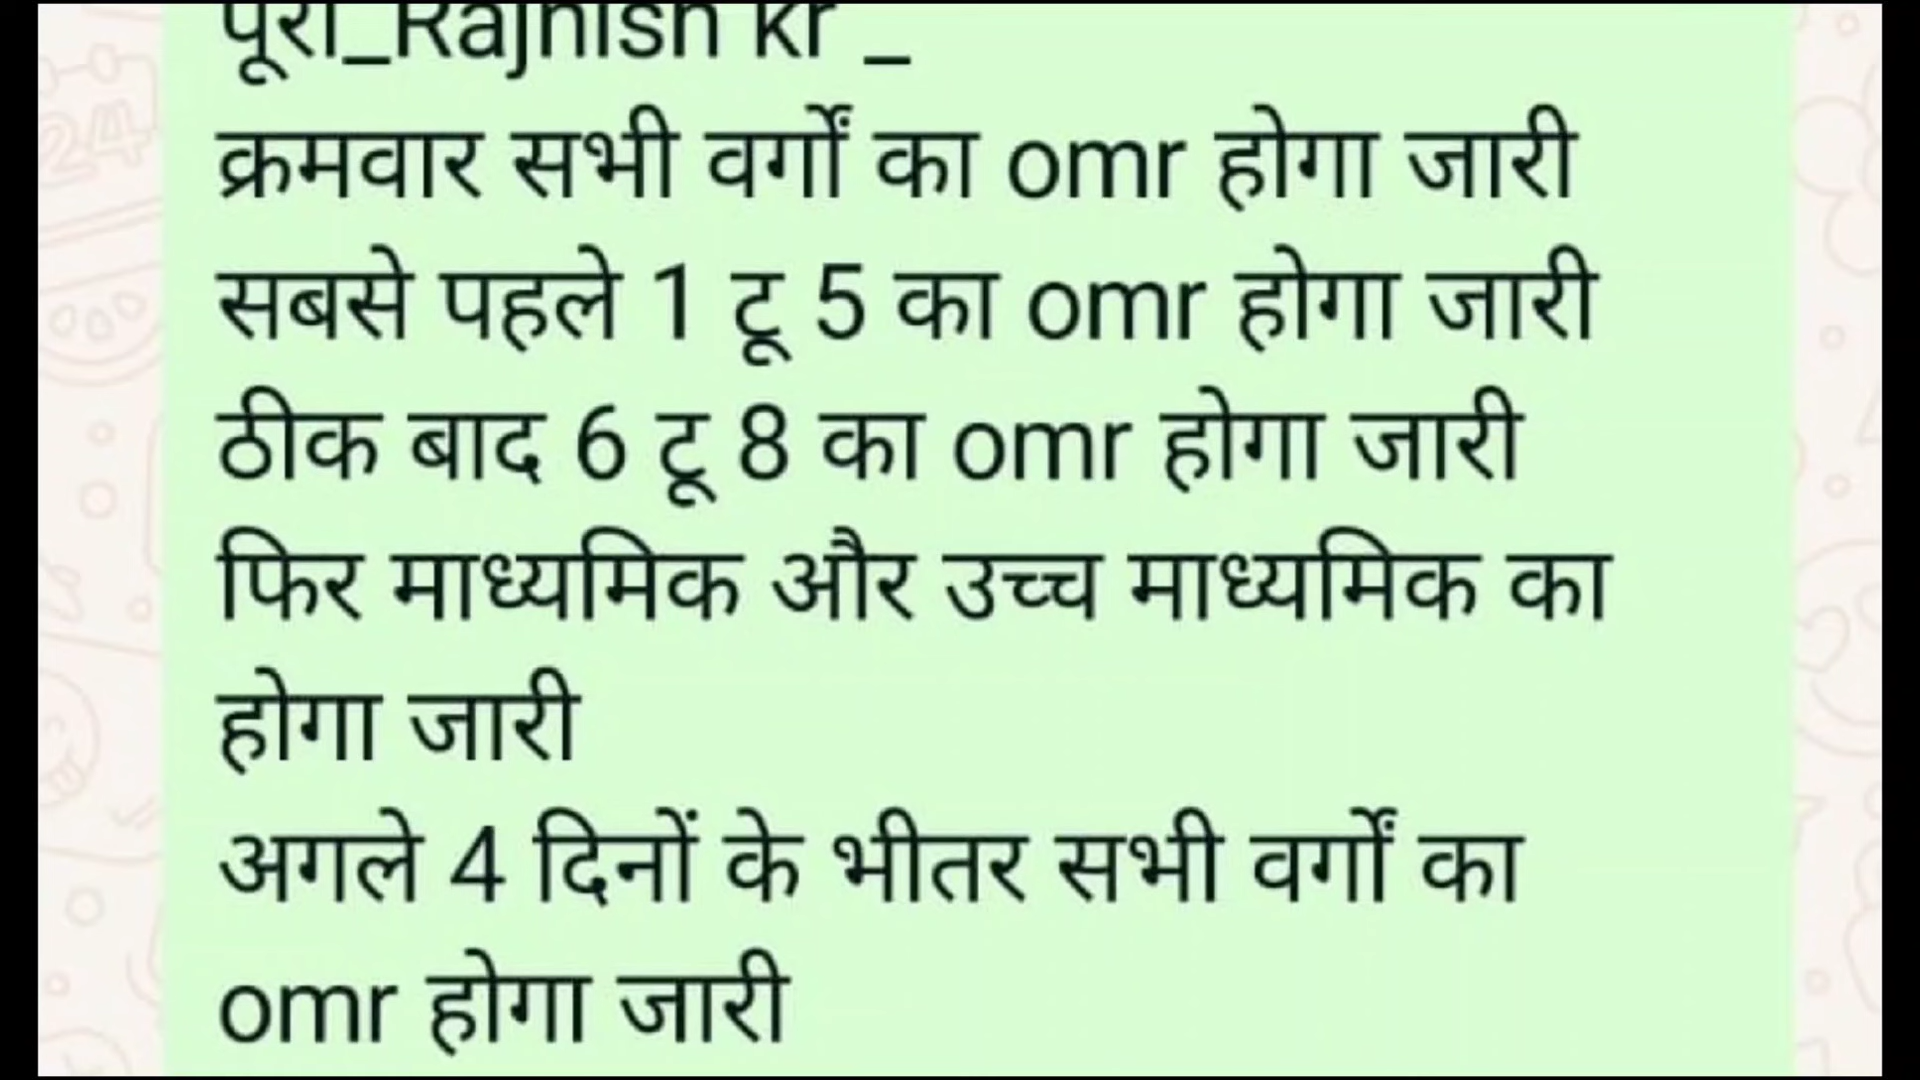 पूरी_Rajnish kr _
क्रमवार सभी वर्गों का omr होगा जारी
सबसे पहले 1 टू 5 का omr होगा जारी
ठीक बाद 6 टू 8 का omr होगा जारी
फिर माध्यमिक और उच्च माध्यमिक का
होगा जारी
अगले 4 दिनों के भीतर सभी वर्गों का
omr होगा जारी